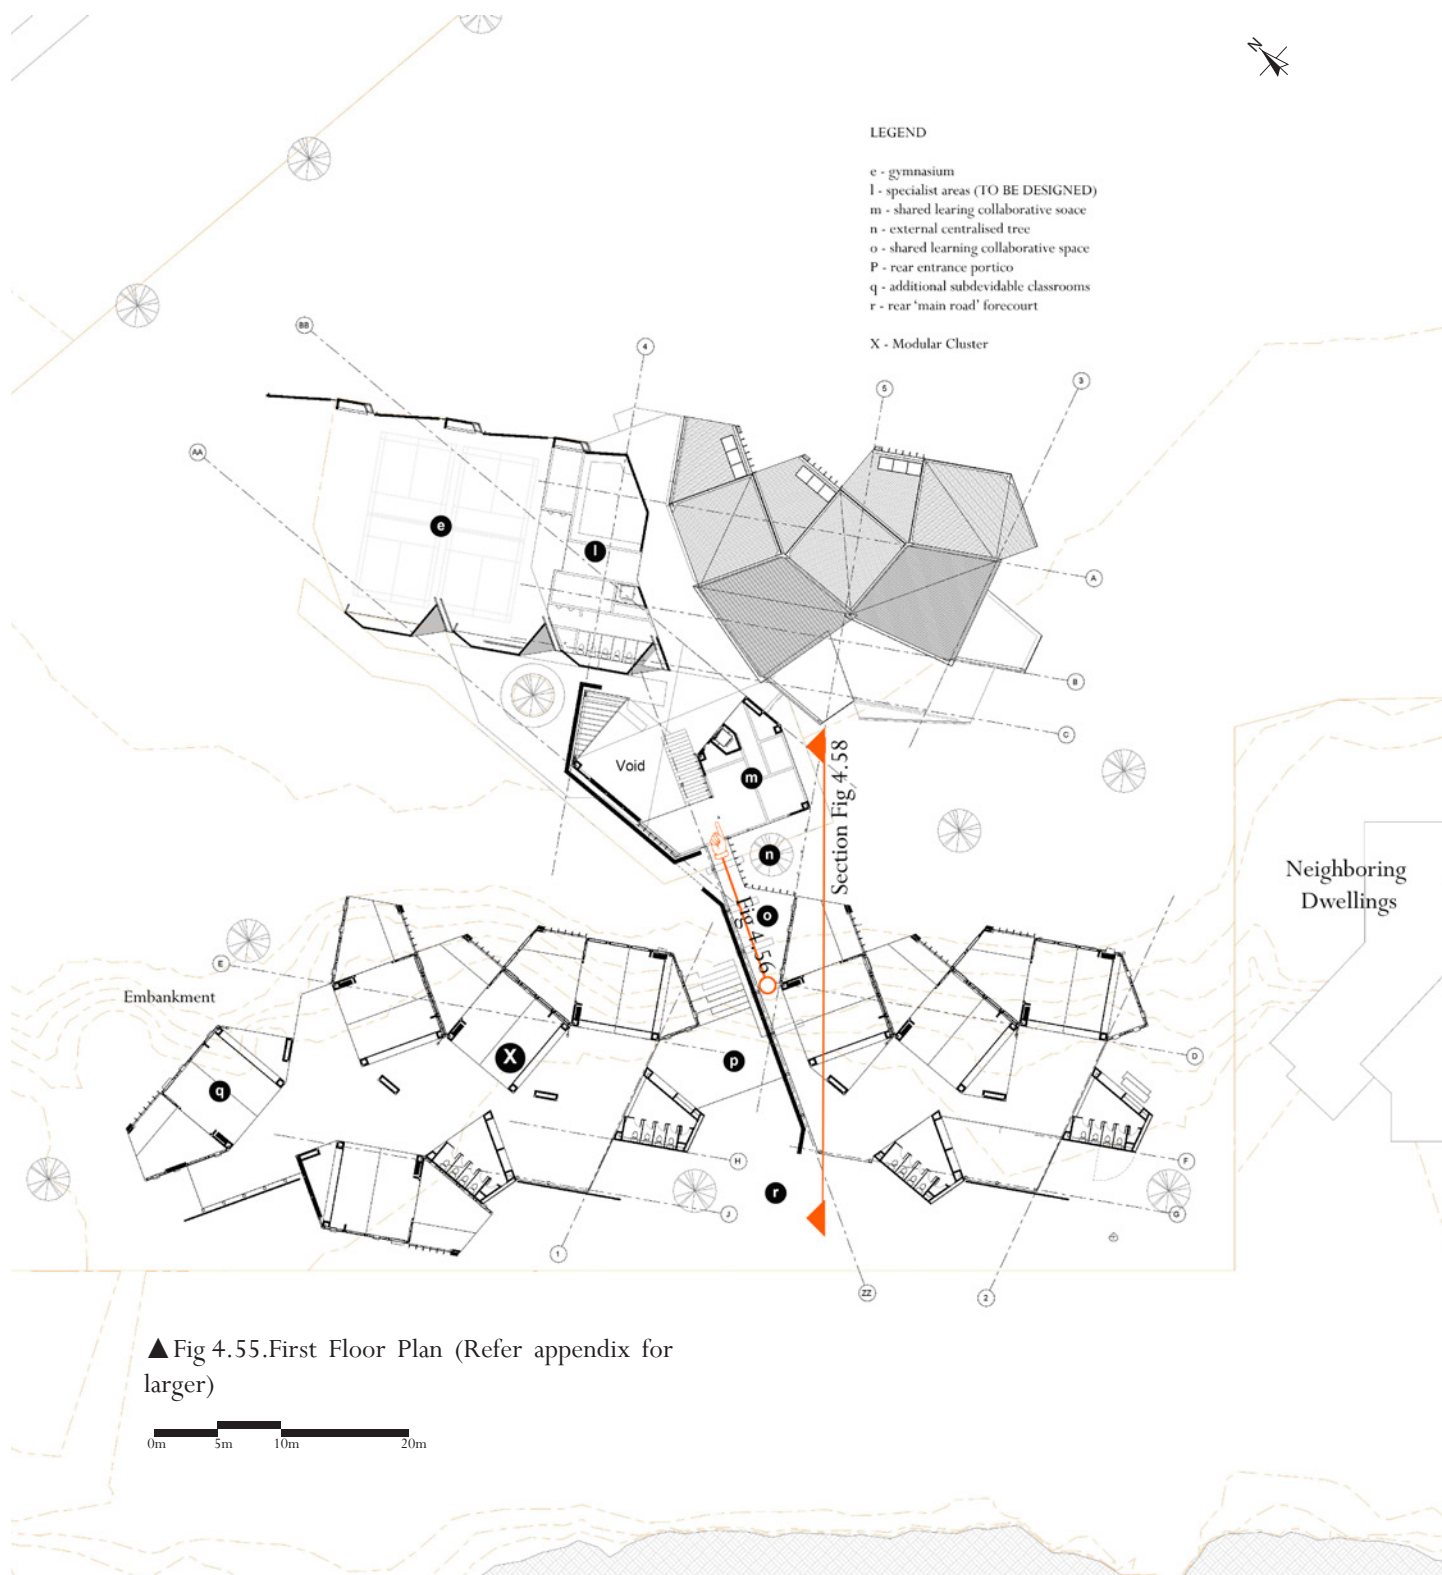 N
LEGEND
e - gymnasium
l - specialist areas (TO BE DESIGNED)
m - shared learing collaborative soace
n - external centralised tree
o - shared learning collaborative space
P - rear entrance portico
q - additional subdevidable classrooms
r - rear ‘main road’ forecourt
X - Modular Cluster
BB
4
5
3
AA
e
l
A
B
C
Void
m
Section Fig 4.58
n
o
Fig 4.56
Neighboring
Dwellings
E
Embankment
X
p
q
D
H
F
r
J
G
1
ZZ
2
▲Fig 4.55.First Floor Plan (Refer appendix for
larger)
0m 5m 10m 20m